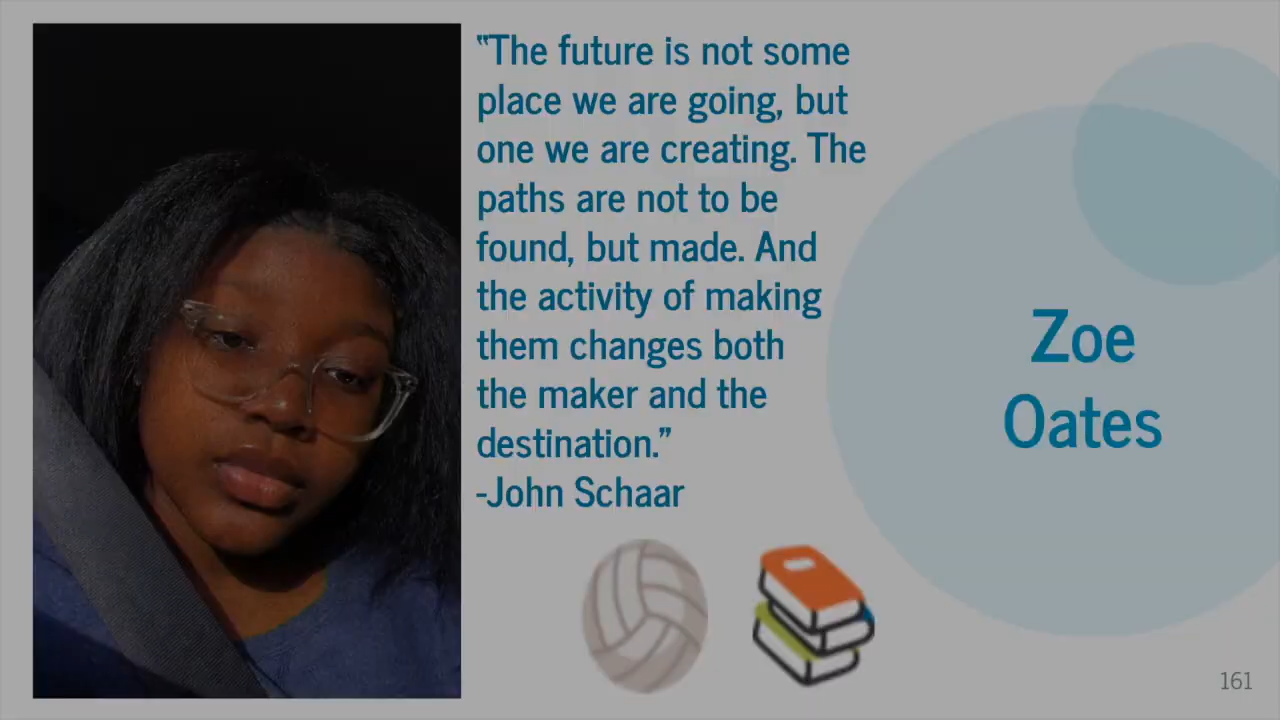 “The future is not some
place we are going, but
one we are creating. The
paths are not to be
found, but made. And
the activity of making
them changes both
the maker and the
destination.”
-John Schaar
Zoe
Oates
161